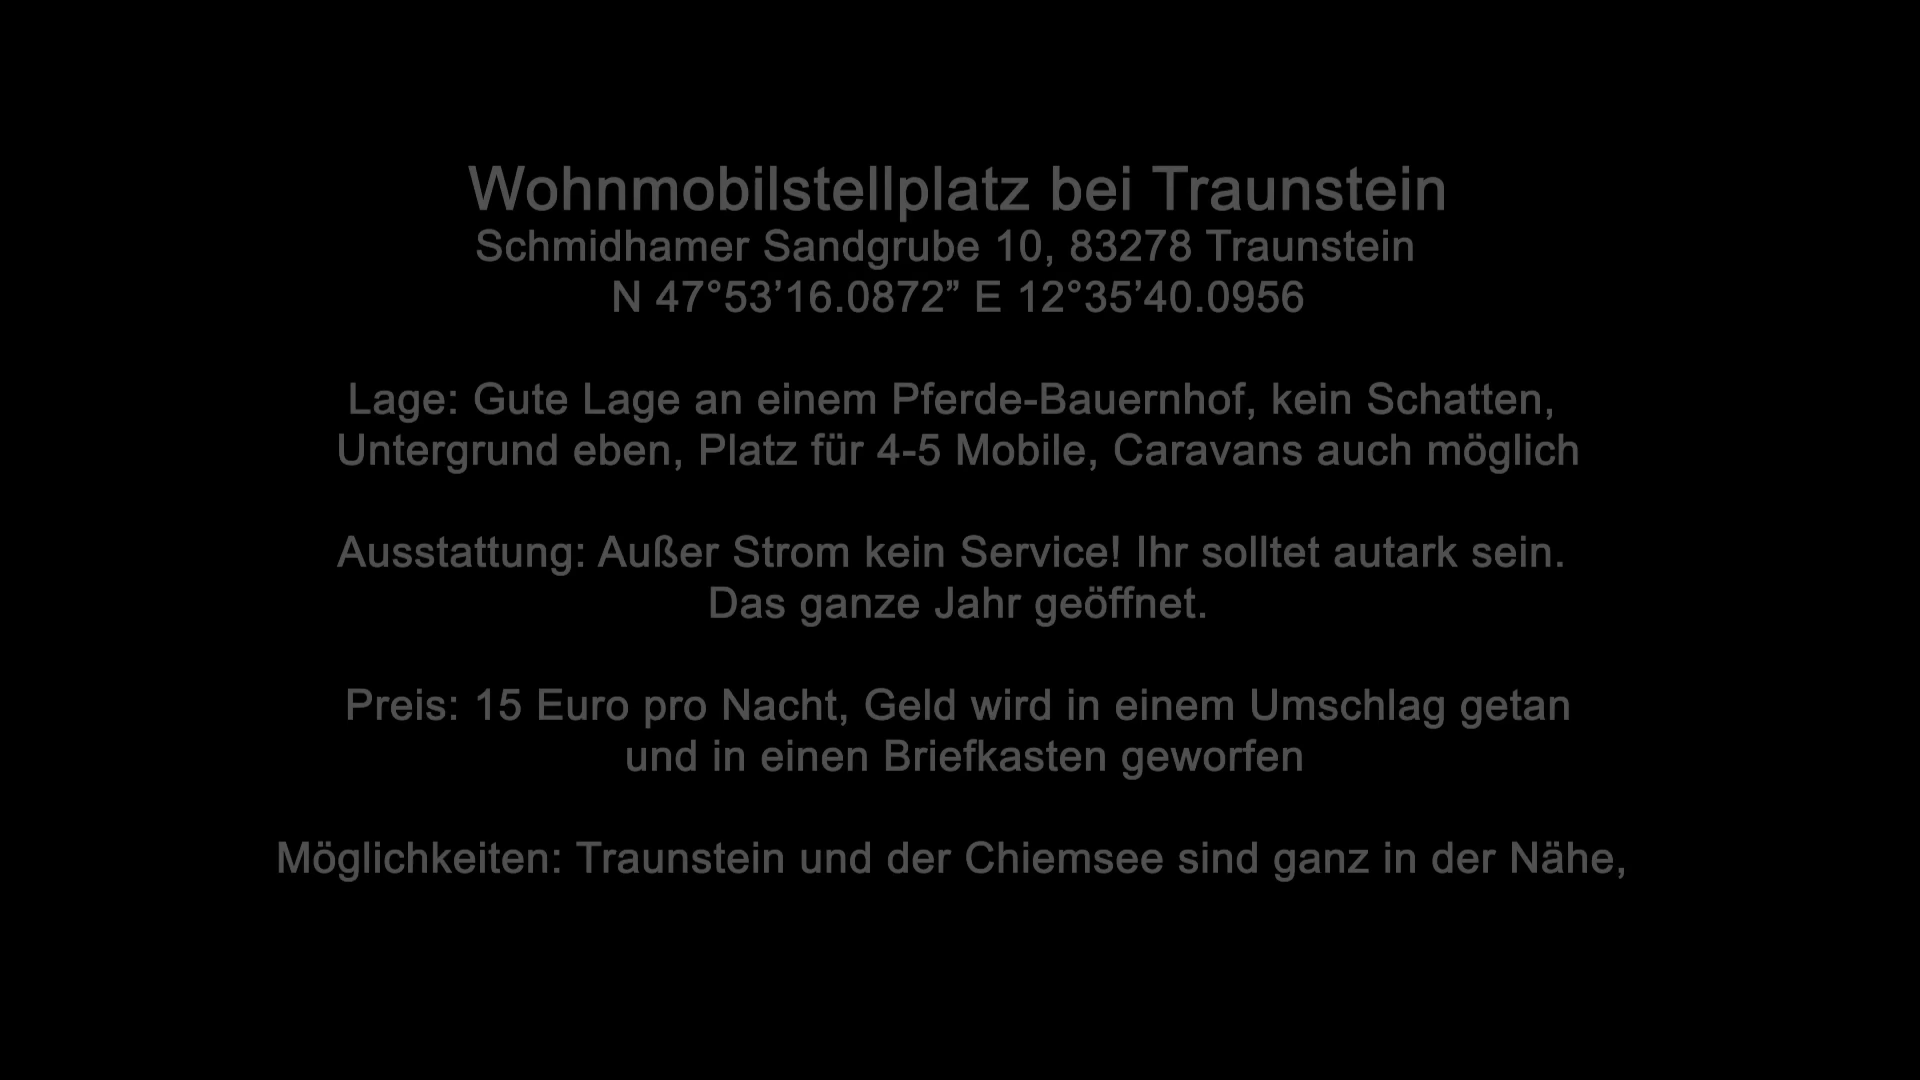 Wohnmobilstellplatz bei Traunstein
Schmidhamer Sandgrube 10, 83278 Traunstein
N 47°53’16.0872” E 12°35’40.0956
Lage: Gute Lage an einem Pferde-Bauernhof, kein Schatten,
Untergrund eben, Platz für 4-5 Mobile, Caravans auch möglich
Ausstattung: Außer Strom kein Service! Ihr solltet autark sein.
Das ganze Jahr geöffnet.
Preis: 15 Euro pro Nacht, Geld wird in einem Umschlag getan
und in einen Briefkasten geworfen
Möglichkeiten: Traunstein und der Chiemsee sind ganz in der Nähe,